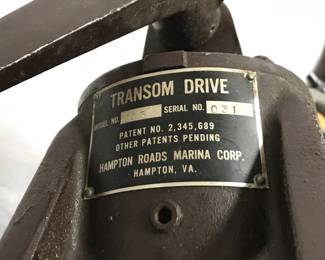 TRANSOM DRIVE
MODEL NO. SERIAL NO. 031
PATENT NO. 2,345,689
OTHER PATENTS PENDING
HAMPTON ROADS MARINA CORP.
HAMPTON, VA.